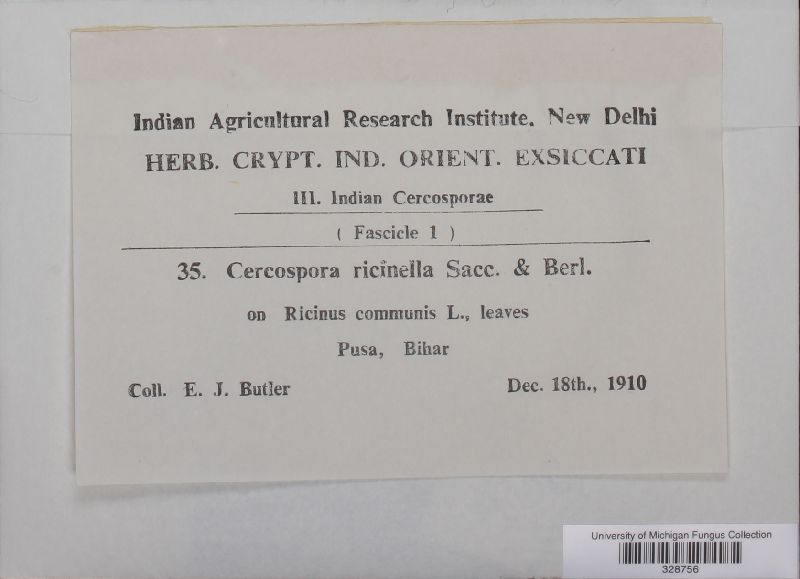 Indian Agricultural Research Institute. New Delhi
HERB. CRYPT. IND. ORIENT. EXSICCATI
III. Indian Cercosporae
( Fascicle 1 )
35. Cercospora ricinella Sacc. & Berl.
on Ricinus communis L., leaves
Pusa, Bihar
Coll. E. J. Butler Dec. 18th., 1910
University of Michigan Fungus Collection
328756